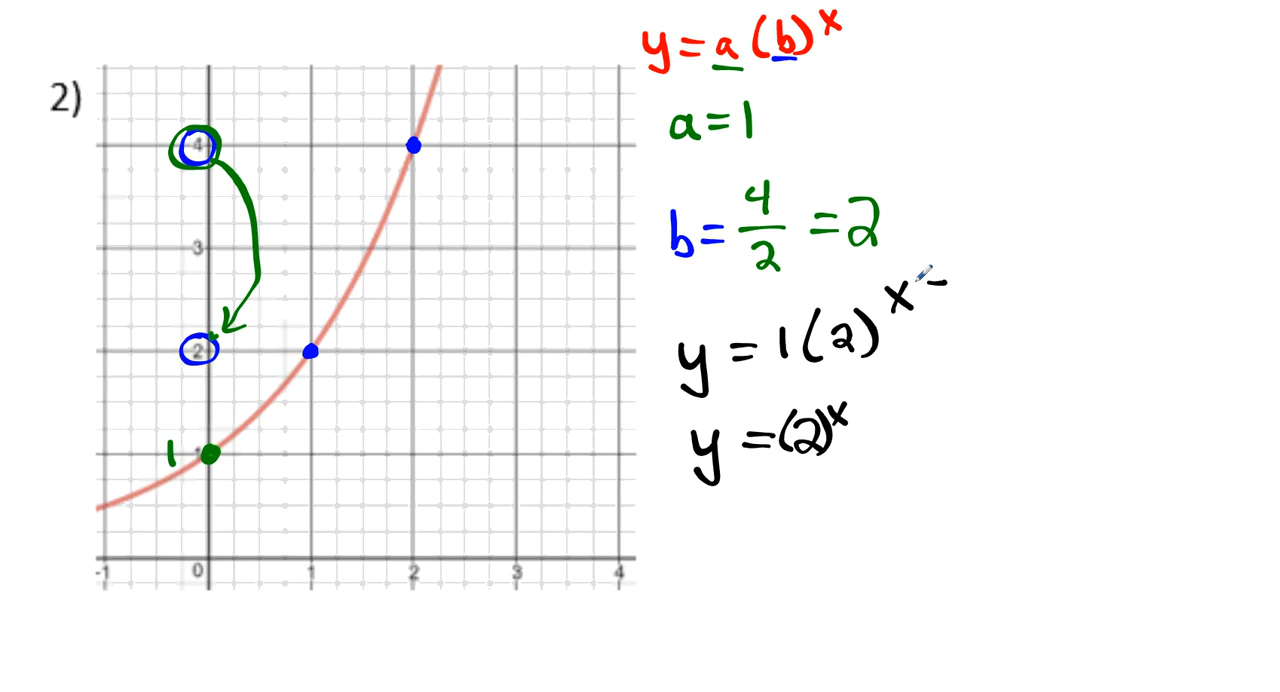 2)
y = a (b)^x
a = 1
b = 4/2 = 2
y = 1(2)^x -
y = (2)^x
4
3
2
1 1
-1 0 1 2 3 4